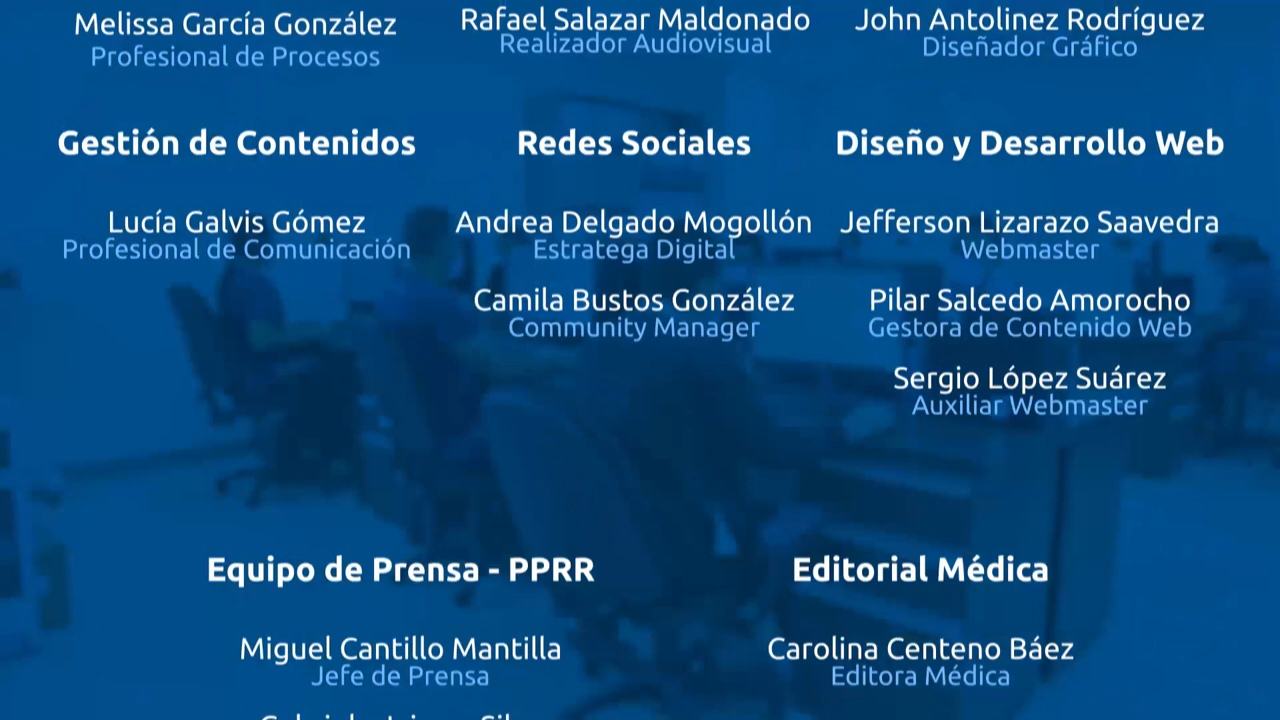 Melissa García González
Profesional de Procesos
Rafael Salazar Maldonado
Realizador Audiovisual
John Antolinez Rodríguez
Diseñador Gráfico
Gestión de Contenidos
Lucía Galvis Gómez
Profesional de Comunicación
Redes Sociales
Andrea Delgado Mogollón
Estratega Digital
Camila Bustos González
Community Manager
Diseño y Desarrollo Web
Jefferson Lizarazo Saavedra
Webmaster
Pilar Salcedo Amorocho
Gestora de Contenido Web
Sergio López Suárez
Auxiliar Webmaster
Equipo de Prensa - PPRR
Miguel Cantillo Mantilla
Jefe de Prensa
Editorial Médica
Carolina Centeno Báez
Editora Médica